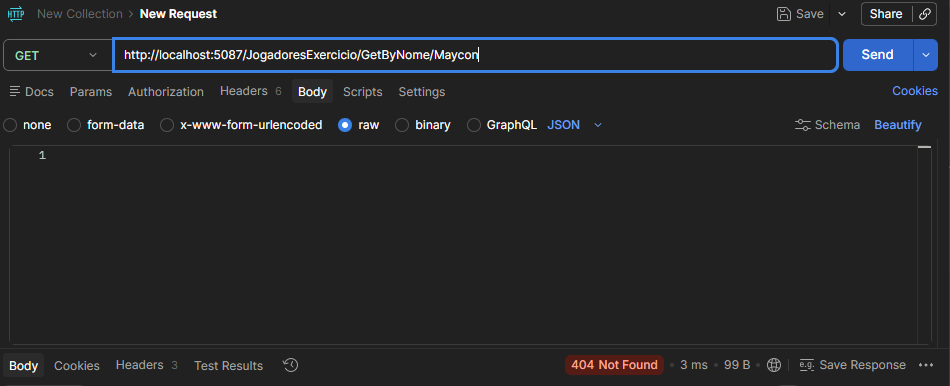 HTTP New Collection > New Request Save Share
GET http://localhost:5087/JogadoresExercicio/GetByNome/Maycon Send
Docs Params Authorization Headers 6 Body Scripts Settings Cookies
none form-data x-www-form-urlencoded raw binary GraphQL JSON Schema Beautify
1
Body Cookies Headers 3 Test Results 404 Not Found • 3 ms • 99 B e.g. Save Response